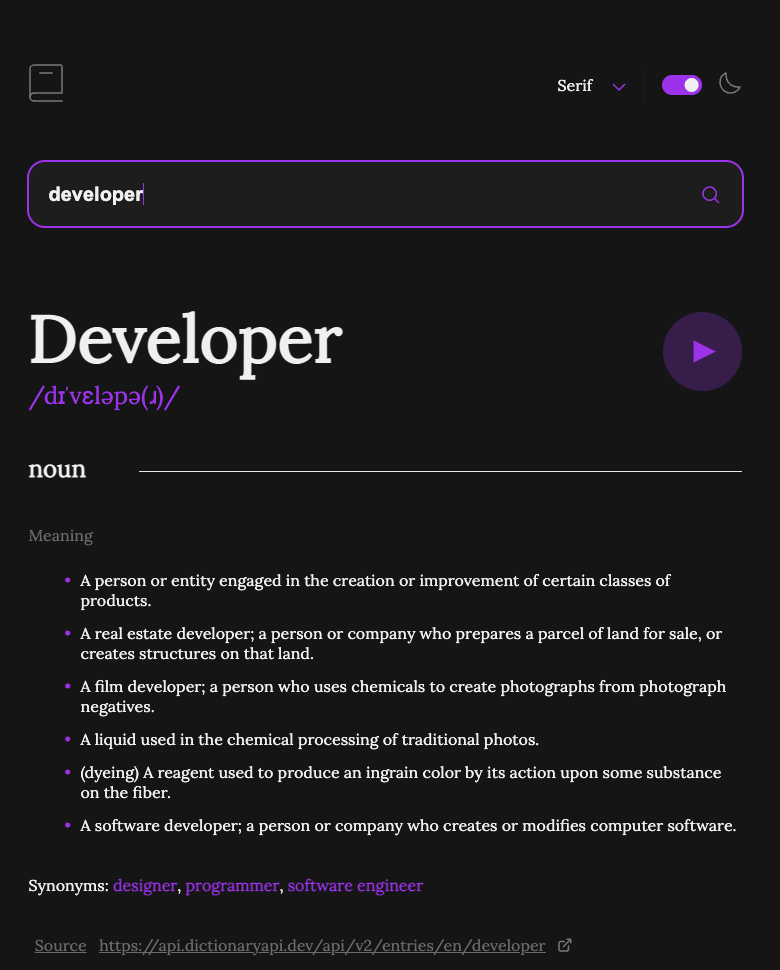 Serif
developer
Developer
/dɪˈvɛləpə(ɹ)/
noun
Meaning
• A person or entity engaged in the creation or improvement of certain classes of
products.
• A real estate developer; a person or company who prepares a parcel of land for sale, or
creates structures on that land.
• A film developer; a person who uses chemicals to create photographs from photograph
negatives.
• A liquid used in the chemical processing of traditional photos.
• (dyeing) A reagent used to produce an ingrain color by its action upon some substance
on the fiber.
• A software developer; a person or company who creates or modifies computer software.
Synonyms: designer, programmer, software engineer
Source https://api.dictionaryapi.dev/api/v2/entries/en/developer